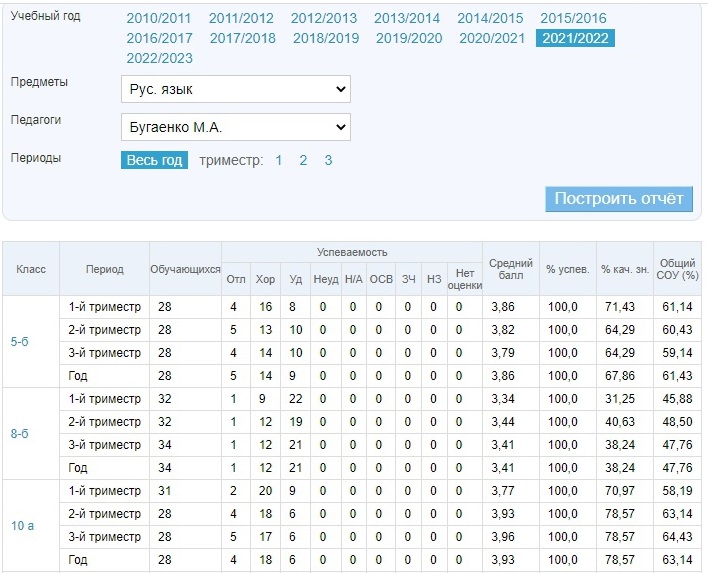 Учебный год 2010/2011 2011/2012 2012/2013 2013/2014 2014/2015 2015/2016
2016/2017 2017/2018 2018/2019 2019/2020 2020/2021 2021/2022
2022/2023
Предметы Рус. язык
Педагоги Бугаенко М.А.
Периоды Весь год триместр: 1 2 3
Построить отчёт
Класс Период Обучающихся Успеваемость Средний балл % успев. % кач. зн. Общий СОУ (%)
Отл Хор Уд Неуд Н/А ОСВ ЗЧ НЗ Нет оценки
5-б
1-й триместр 28 4 16 8 0 0 0 0 0 0 3,86 100,0 71,43 61,14
2-й триместр 28 5 13 10 0 0 0 0 0 0 3,82 100,0 64,29 60,43
3-й триместр 28 4 14 10 0 0 0 0 0 0 3,79 100,0 64,29 59,14
Год 28 5 14 9 0 0 0 0 0 0 3,86 100,0 67,86 61,43
8-б
1-й триместр 32 1 9 22 0 0 0 0 0 0 3,34 100,0 31,25 45,88
2-й триместр 32 1 12 19 0 0 0 0 0 0 3,44 100,0 40,63 48,50
3-й триместр 34 1 12 21 0 0 0 0 0 0 3,41 100,0 38,24 47,76
Год 34 1 12 21 0 0 0 0 0 0 3,41 100,0 38,24 47,76
10 а
1-й триместр 31 2 20 9 0 0 0 0 0 0 3,77 100,0 70,97 58,19
2-й триместр 28 4 18 6 0 0 0 0 0 0 3,93 100,0 78,57 63,14
3-й триместр 28 5 17 6 0 0 0 0 0 0 3,96 100,0 78,57 64,43
Год 28 4 18 6 0 0 0 0 0 0 3,93 100,0 78,57 63,14